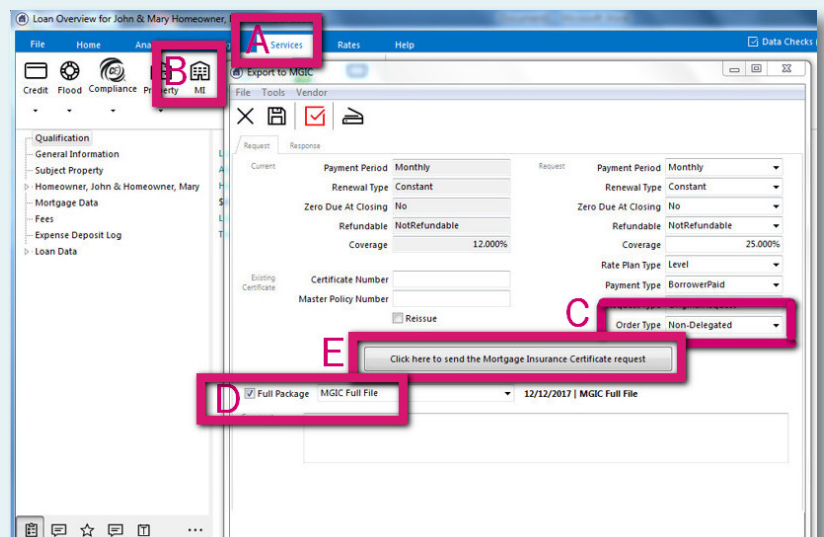 Loan Overview for John & Mary Homeowner,
File Home Services Rates Help Data Checks
A
B
Credit Flood Compliance MI
Export to MGIC
File Tools Vendor
Request Response
Qualification
General Information
Subject Property
Homeowner, John & Homeowner, Mary
Mortgage Data
Fees
Expense Deposit Log
Loan Data
Current Request
Payment Period Monthly Payment Period Monthly
Renewal Type Constant Renewal Type Constant
Zero Due At Closing No Zero Due At Closing No
Refundable NotRefundable Refundable NotRefundable
Coverage 12.000% Coverage 25.000%
Rate Plan Type Level
Existing Certificate
Certificate Number Payment Type BorrowerPaid
Master Policy Number
Reissue
C Order Type Non-Delegated
E Click here to send the Mortgage Insurance Certificate request
D Full Package MGIC Full File 12/12/2017 | MGIC Full File